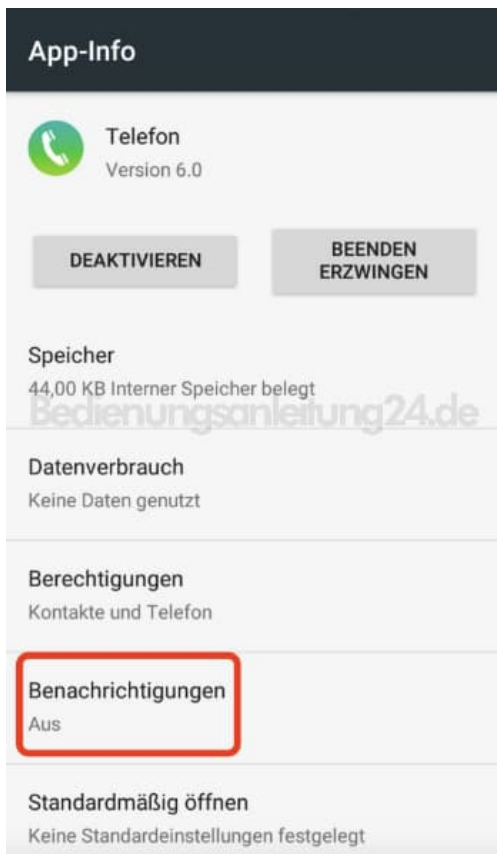 App-Info
Telefon
Version 6.0
DEAKTIVIEREN
BEENDEN
ERZWINGEN
Speicher
44,00 KB Interner Speicher belegt
Bedienungsanleitung24.de
Datenverbrauch
Keine Daten genutzt
Berechtigungen
Kontakte und Telefon
Benachrichtigungen
Aus
Standardmäßig öffnen
Keine Standardeinstellungen festgelegt